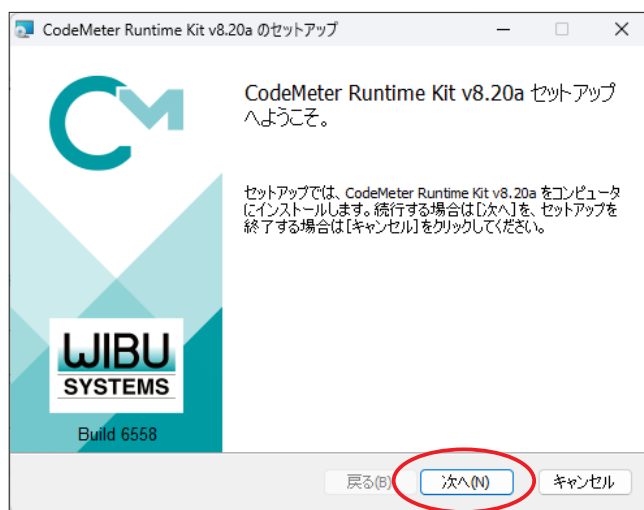 CodeMeter Runtime Kit v8.20a のセットアップ
CodeMeter Runtime Kit v8.20a セットアップ
へようこそ。
セットアップでは、CodeMeter Runtime Kit v8.20a をコンピュータ
にインストールします。続行する場合は[次へ]を、セットアップを
終了する場合は[キャンセル]をクリックしてください。
WIBU
SYSTEMS
Build 6558
戻る(B)
次へ(N)
キャンセル